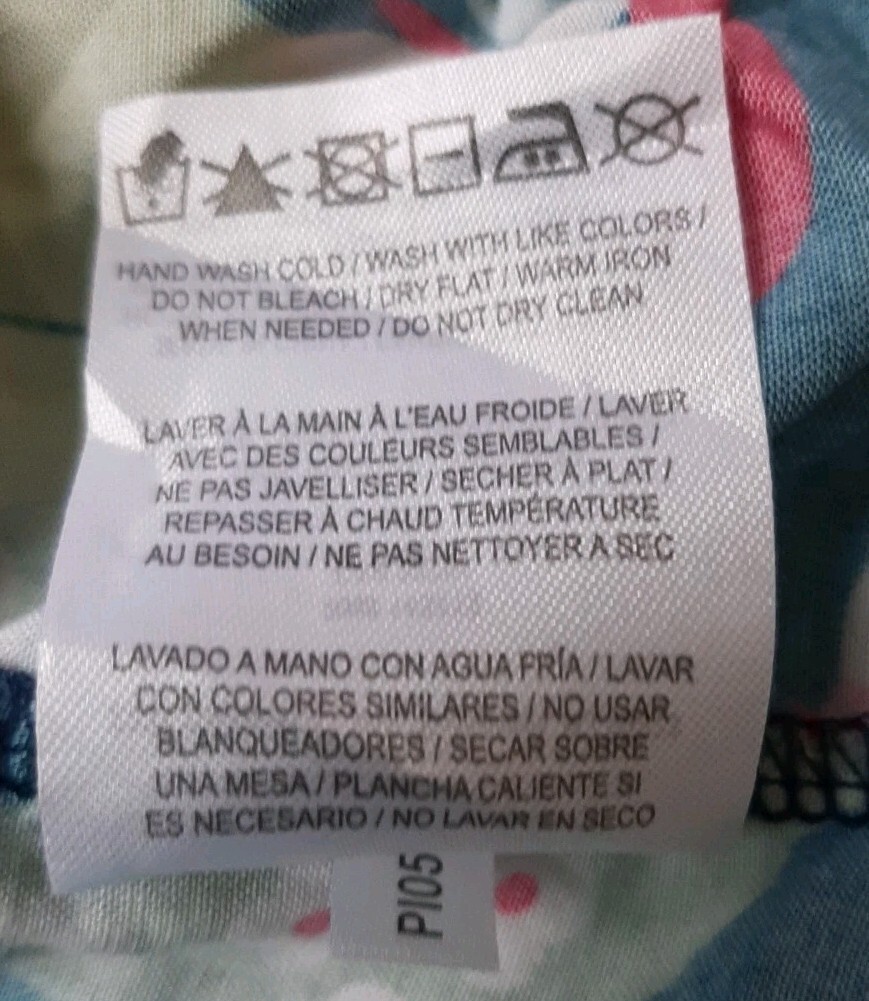 HAND WASH COLD / WASH WITH LIKE COLORS /
DO NOT BLEACH / DRY FLAT / WARM IRON
WHEN NEEDED / DO NOT DRY CLEAN
LAVER À LA MAIN À L'EAU FROIDE / LAVER
AVEC DES COULEURS SEMBLABLES /
NE PAS JAVELLISER / SECHER À PLAT /
REPASSER À CHAUD TEMPÉRATURE
AU BESOIN / NE PAS NETTOYER A SEC
LAVADO A MANO CON AGUA FRÍA / LAVAR
CON COLORES SIMILARES / NO USAR
BLANQUEADORES / SECAR SOBRE
UNA MESA / PLANCHA CALIENTE SI
ES NECESARIO / NO LAVAR EN SECO
PI05